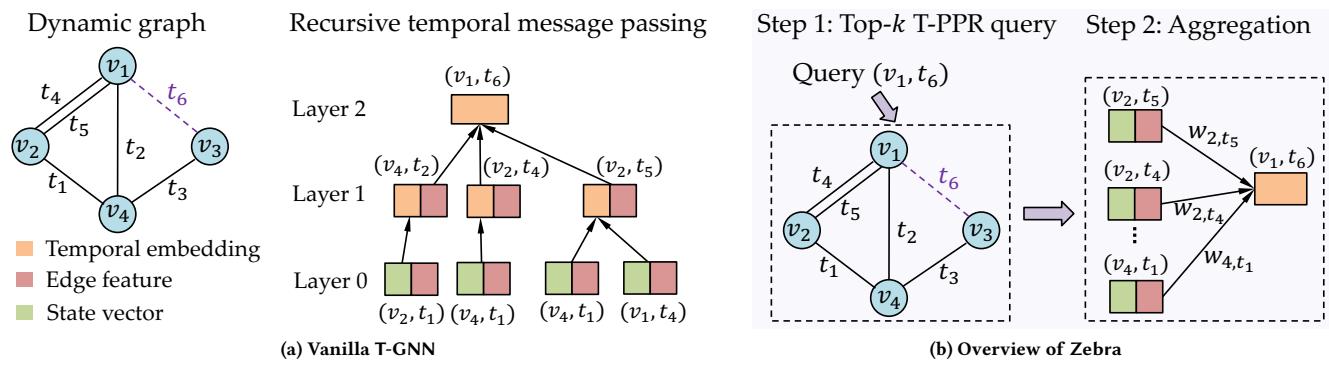 Dynamic graph
v1
t4
t6
t5
v2
t2
v3
t1
t3
v4
Temporal embedding
Edge feature
State vector
Recursive temporal message passing
(v1, t6)
Layer 2
(v4, t2) (v2, t4) (v2, t5)
Layer 1
Layer 0
(v2, t1) (v4, t1) (v4, t1) (v1, t4)
(a) Vanilla T-GNN
Step 1: Top-k T-PPR query
Query (v1, t6)
v1
t4
t6
t5
v2
t2
v3
t1
t3
v4
Step 2: Aggregation
(v2, t5)
w2,t5
(v1, t6)
(v2, t4)
w2,t4
⋮
w4,t1
(v4, t1)
(b) Overview of Zebra